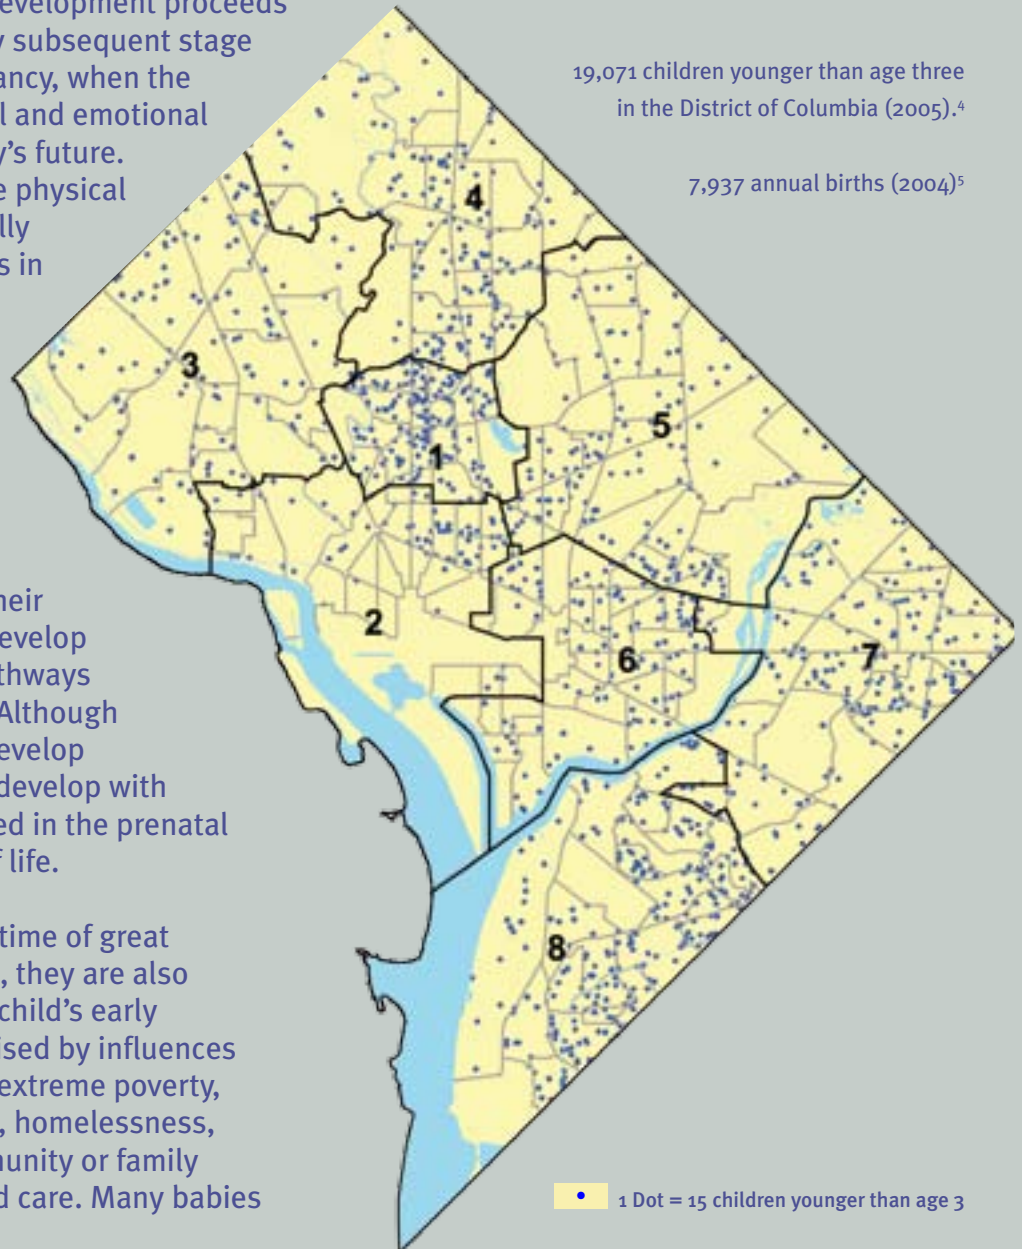 evelopment proceeds
subsequent stage
ancy, when the
and emotional
y's future.
e physical
lly
s in
heir
evelop
thways
Although
evelop
develop with
ed in the prenatal
life.
time of great
, they are also
child's early
ised by influences
extreme poverty,
, homelessness,
munity or family
d care. Many babies
19,071 children younger than age three
in the District of Columbia (2005).⁴
7,937 annual births (2004)⁵
4
3
5
1
2
6
7
8
1 Dot = 15 children younger than age 3